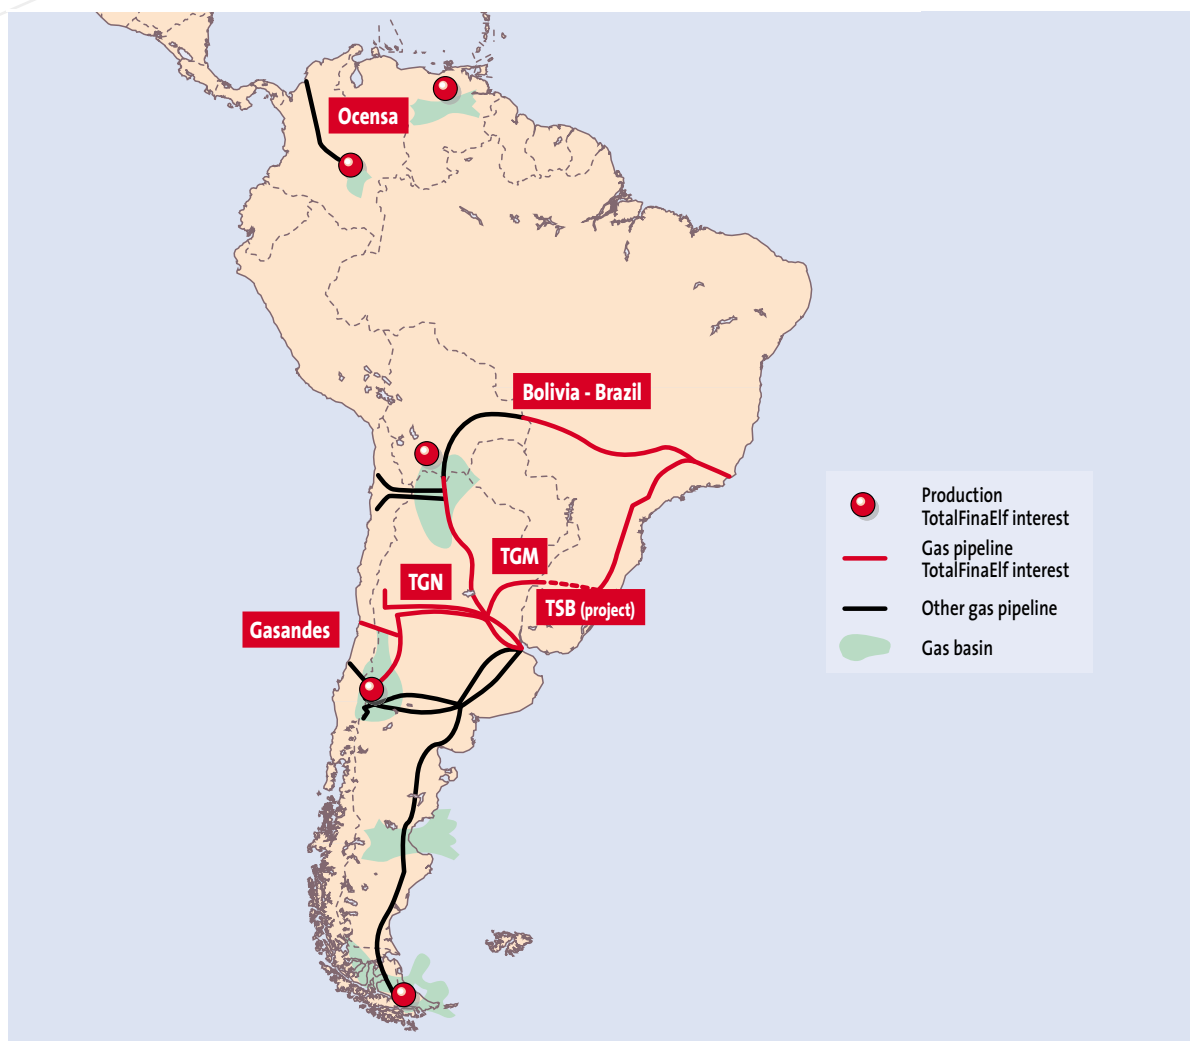 Ocensa
Bolivia - Brazil
TGM
TGN
TSB (project)
Gasandes
Production
TotalFinaElf interest
Gas pipeline
TotalFinaElf interest
Other gas pipeline
Gas basin